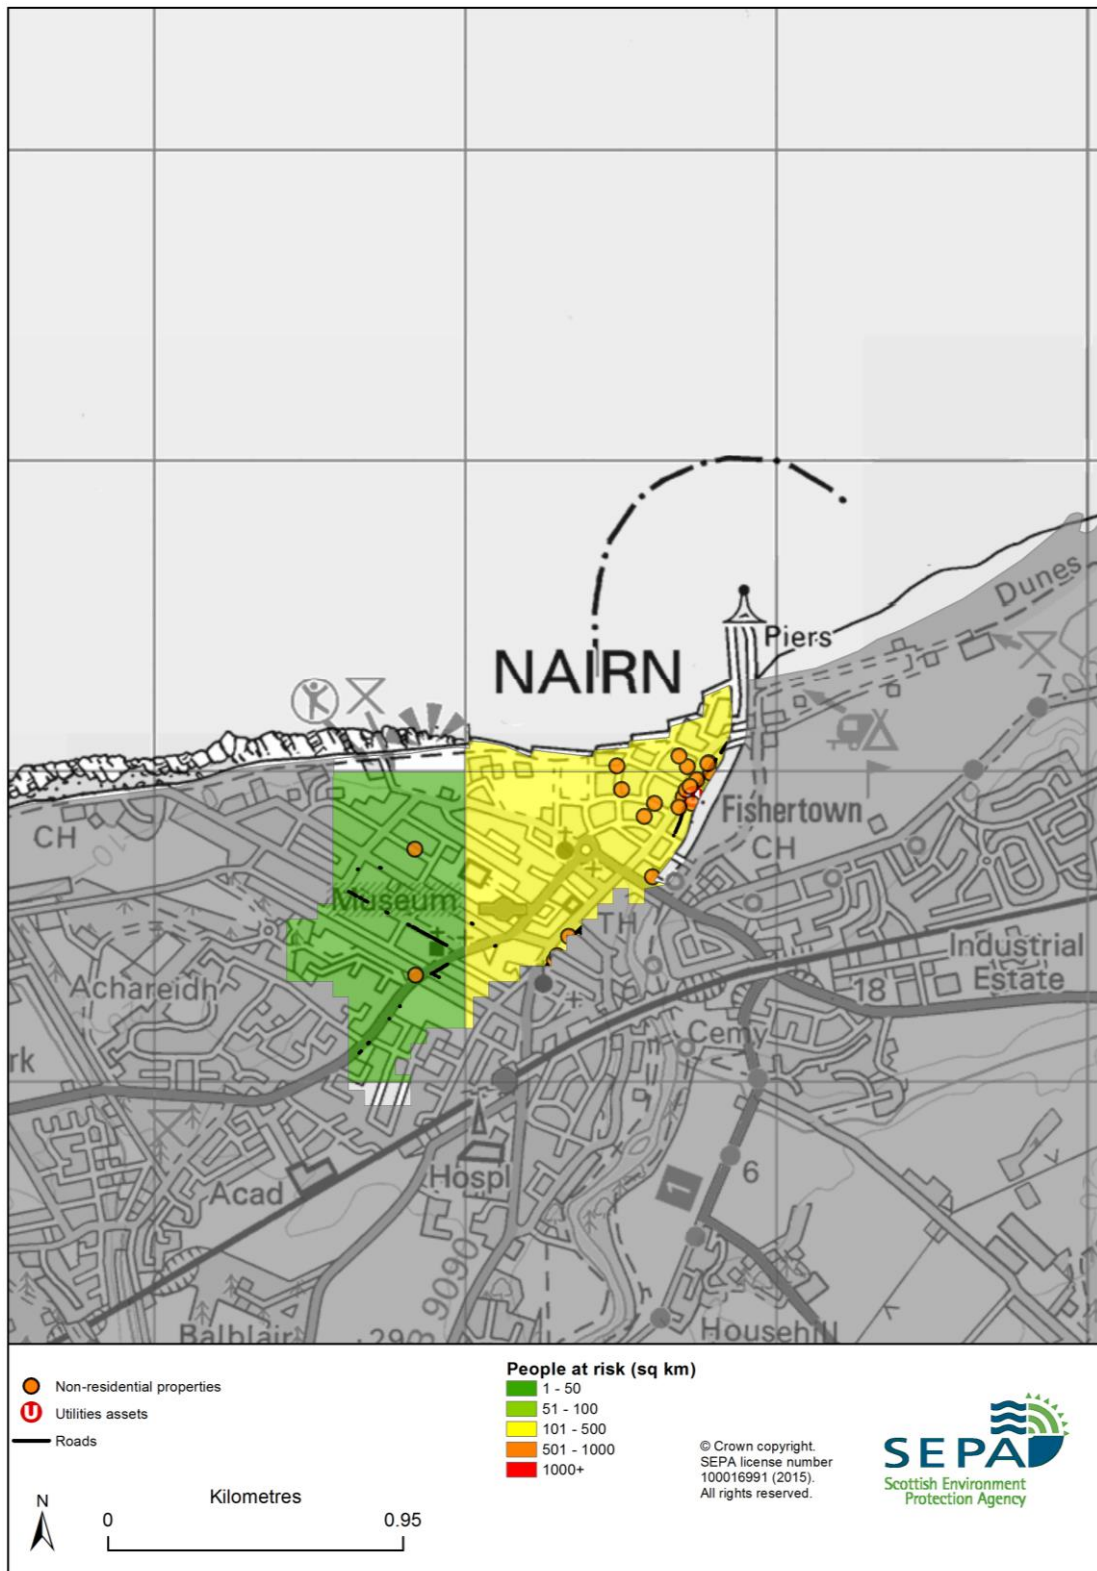 Dunes
Piers
NAIRN
7
Fishertown
CH
CH
Museum
TH
Industrial
Estate
Achareidh
18
Cemy
rk
Acad
Hospl
1
6
9090
Balblair
Househill
People at risk (sq km)
Non-residential properties
1 - 50
U Utilities assets
51 - 100
Roads
101 - 500
501 - 1000
1000+
© Crown copyright.
SEPA license number
100016991 (2015).
All rights reserved.
SEPA
Scottish Environment
Protection Agency
N
Kilometres
0 0.95